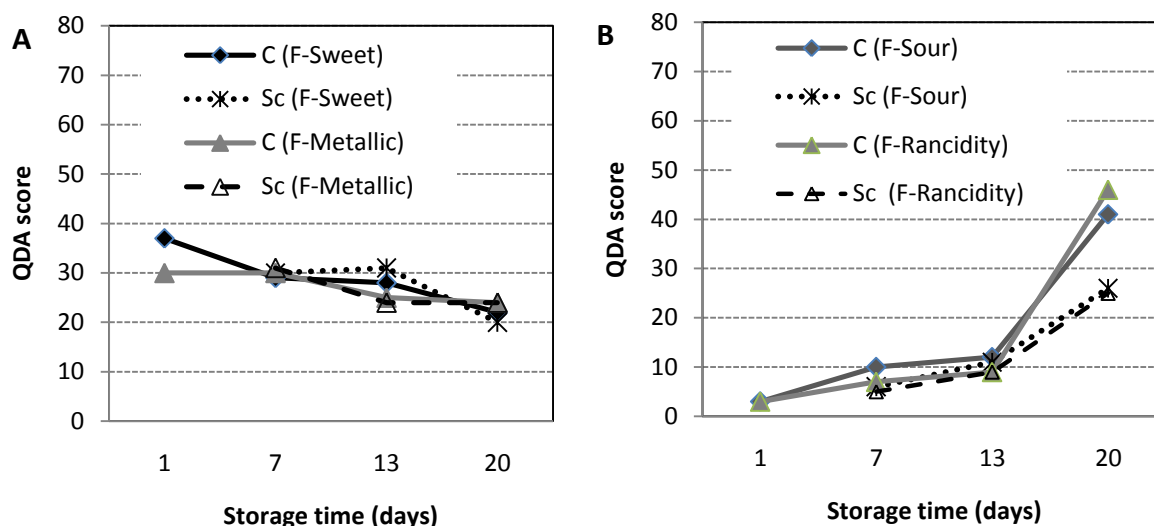 A
C (F-Sweet)
Sc (F-Sweet)
C (F-Metallic)
Sc (F-Metallic)
80
70
60
50
40
30
20
10
0
QDA score
1 7 13 20
Storage time (days)
B
C (F-Sour)
Sc (F-Sour)
C (F-Rancidity)
Sc (F-Rancidity)
80
70
60
50
40
30
20
10
0
QDA score
1 7 13 20
Storage time (days)